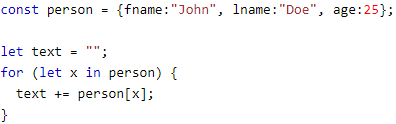 const person = {fname:"John", lname:"Doe", age:25};

let text = "";
for (let x in person) {
  text += person[x];
}